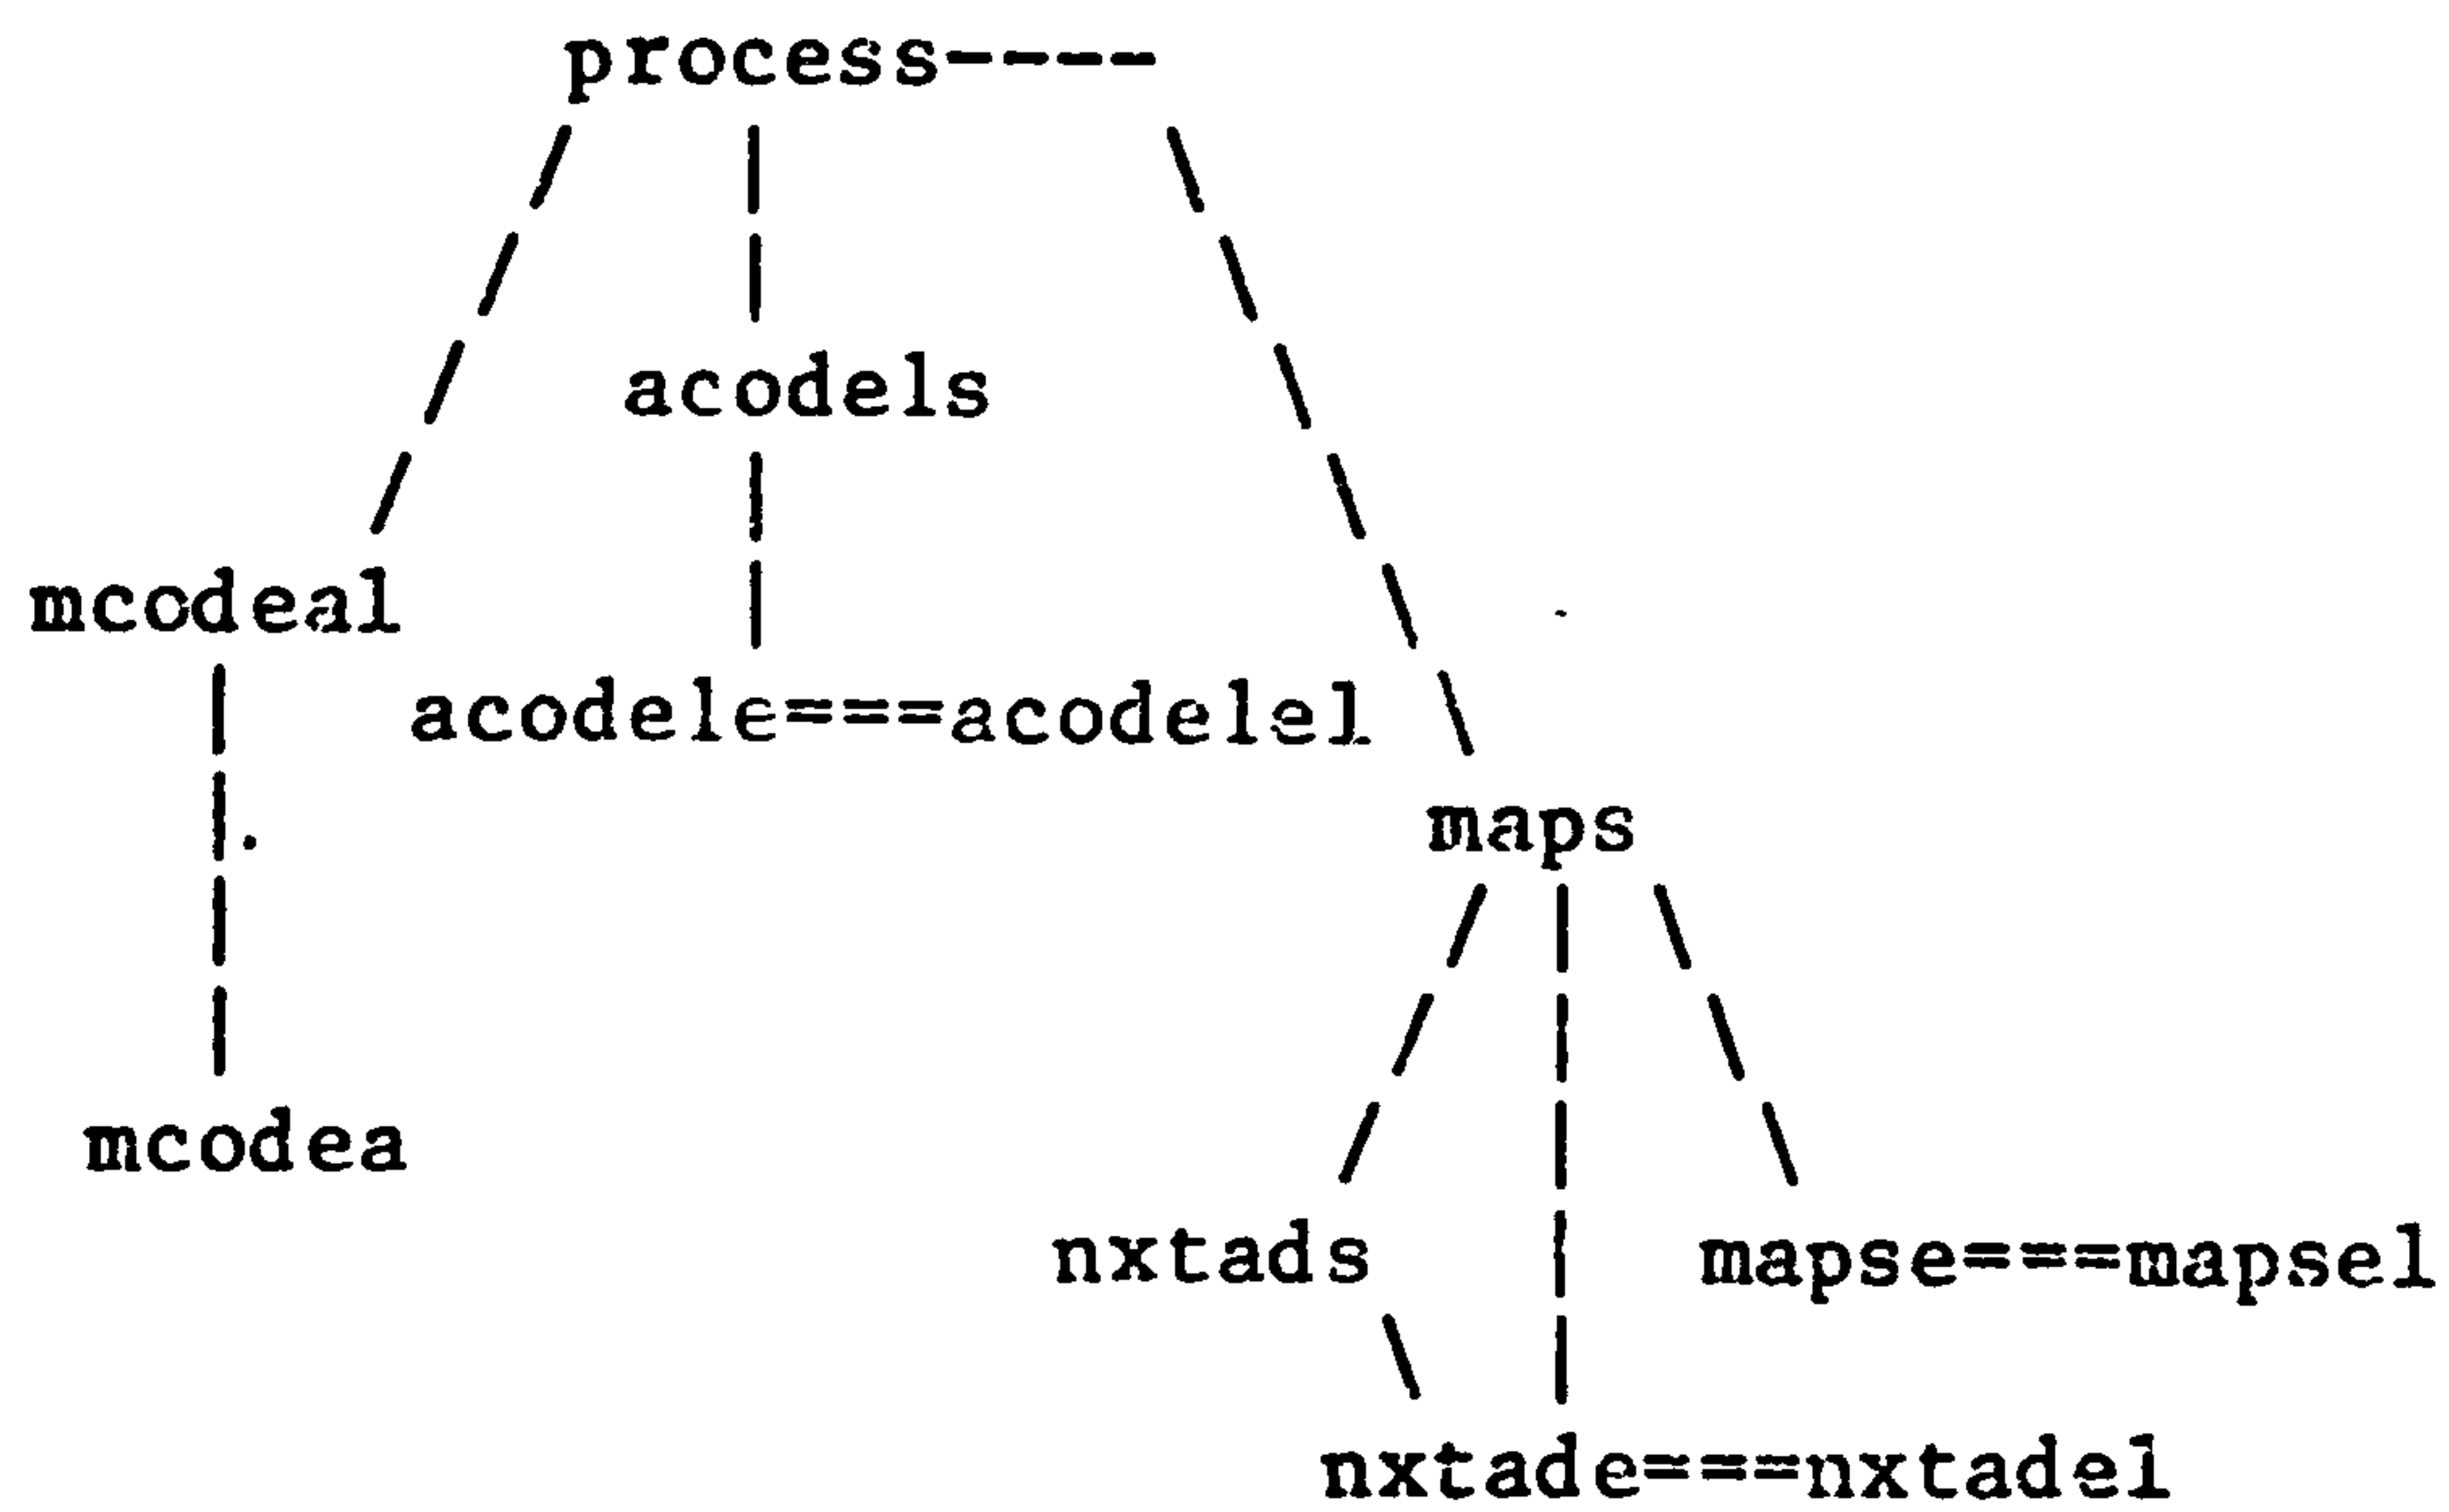 process----
acodels
mcodeal
acodele===acodelel
maps
mcodea
nxtads mapse===mapsel
nxtade===nxtadel